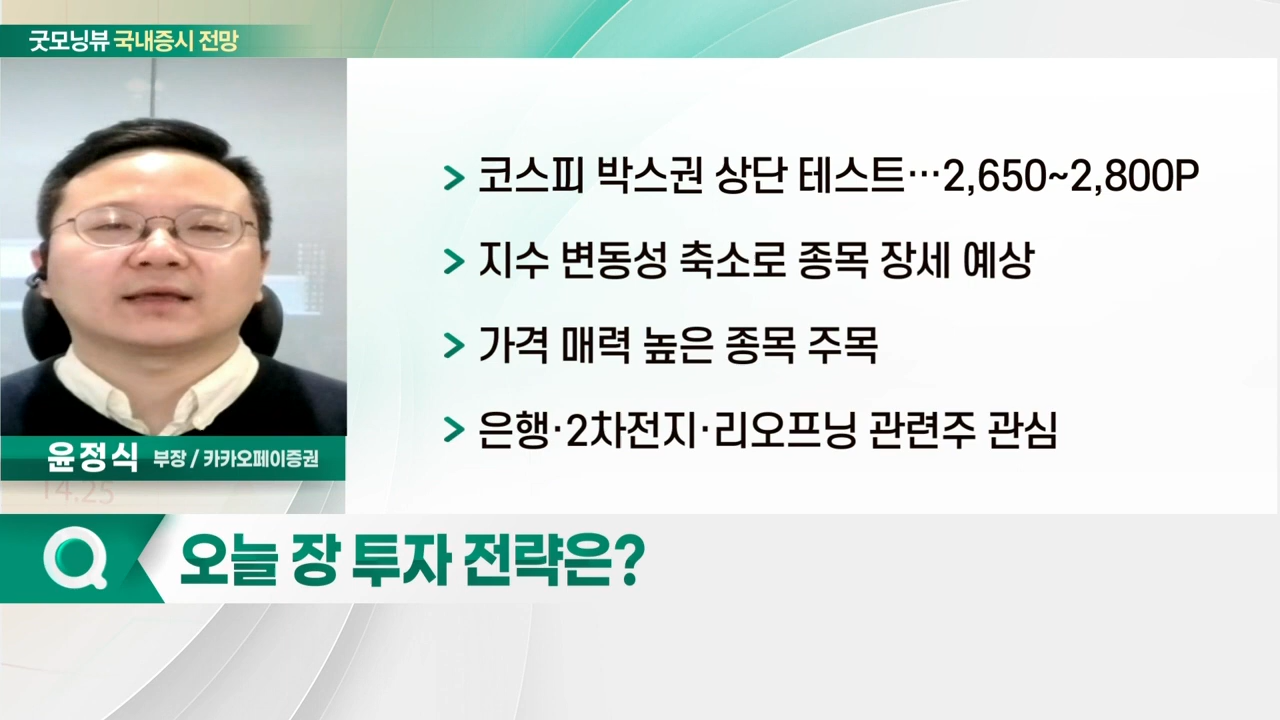 굿모닝뷰 국내증시 전망
> 코스피 박스권 상단 테스트…2,650~2,800P
> 지수 변동성 축소로 종목 장세 예상
> 가격 매력 높은 종목 주목
> 은행·2차전지·리오프닝 관련주 관심
윤정식 부장 / 카카오페이증권
14.25
Q 오늘 장 투자 전략은?